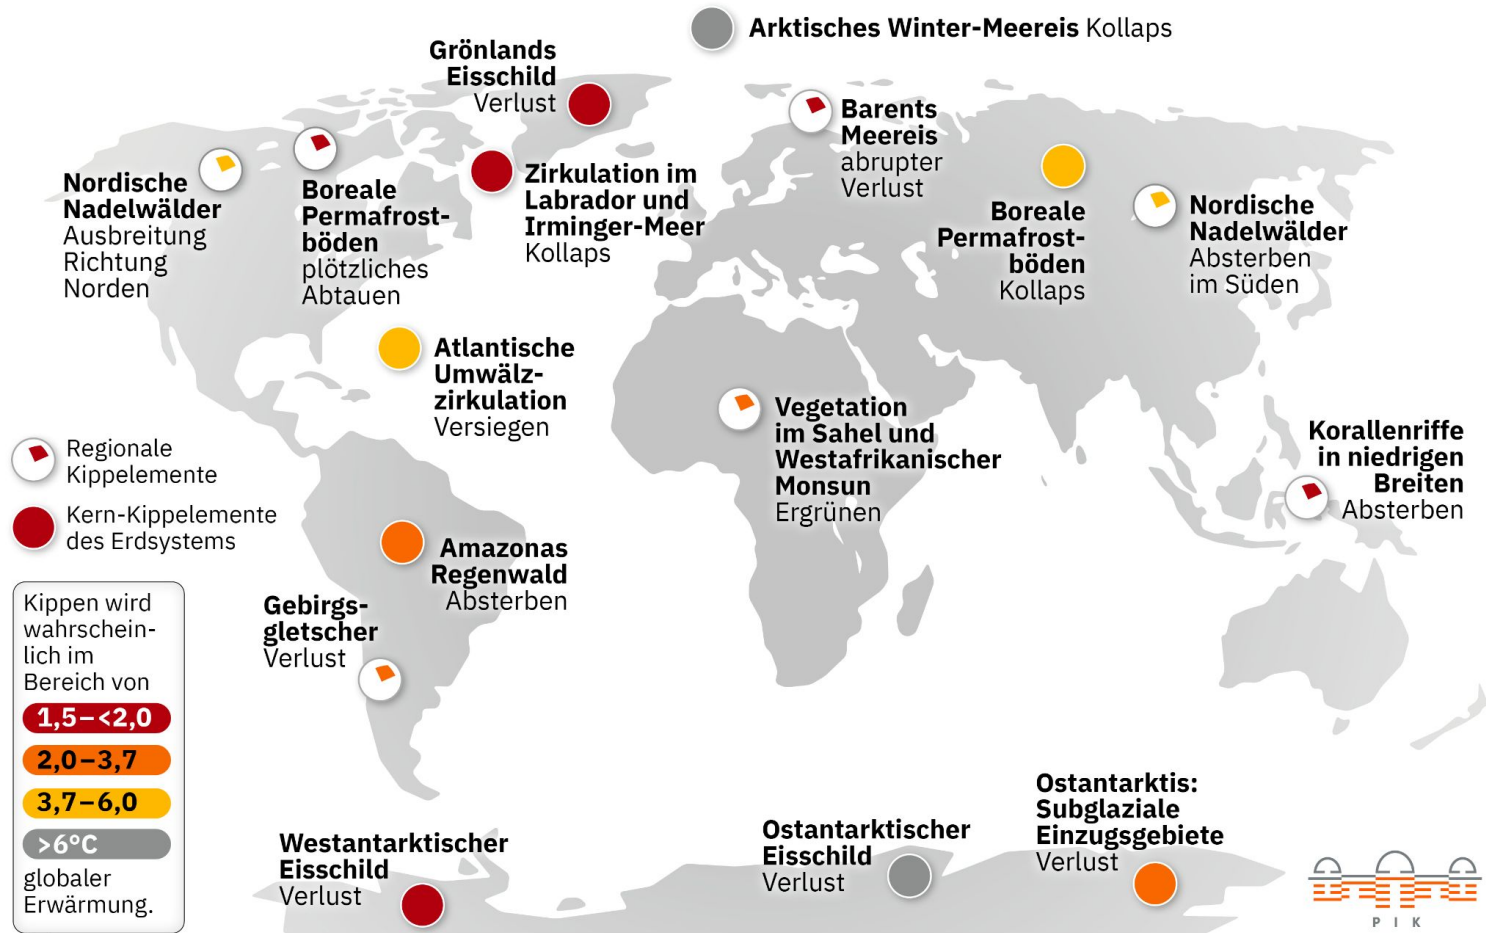 Arktisches Winter-Meereis Kollaps
Grönlands
Eisschild
Verlust
Barents
Meereis
abrupter
Verlust
Nordische
Nadelwälder
Ausbreitung
Richtung
Norden
Boreale
Permafrost-
böden
plötzliches
Abtauen
Zirkulation im
Labrador und
Irminger-Meer
Kollaps
Boreale
Permafrost-
böden
Kollaps
Nordische
Nadelwälder
Absterben
im Süden
Atlantische
Umwälz-
zirkulation
Versiegen
Vegetation
im Sahel und
Westafrikanischer
Monsun
Ergrünen
Korallenriffe
in niedrigen
Breiten
Absterben
Regionale
Kippelemente
Kern-Kippelemente
des Erdsystems
Amazonas
Regenwald
Absterben
Gebirgs-
gletscher
Verlust
Kippen wird
wahrschein-
lich im
Bereich von
1,5–<2,0
2,0–3,7
3,7–6,0
>6°C
globaler
Erwärmung.
Westantarktischer
Eisschild
Verlust
Ostantarktischer
Eisschild
Verlust
Ostantarktis:
Subglaziale
Einzugsgebiete
Verlust
PIK